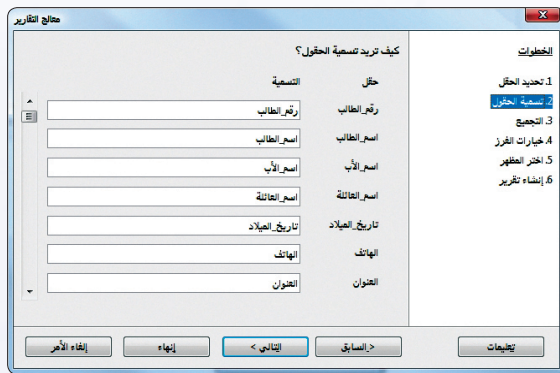 معالج التقارير
الخطوات
1. تحديد الحقل
2. تسمية الحقول
3. التجميع
4. خيارات الفرز
5. اختر المظهر
6. إنشاء تقرير
كيف تريد تسمية الحقول؟
حقل التسمية
رقم_الطالب رقم_الطالب
اسم_الطالب اسم_الطالب
اسم_الأب اسم_الأب
اسم_العائلة اسم_العائلة
تاريخ_الميلاد تاريخ_الميلاد
الهاتف الهاتف
العنوان العنوان
تعليمات < السابق التالي > إنهاء إلغاء الأمر